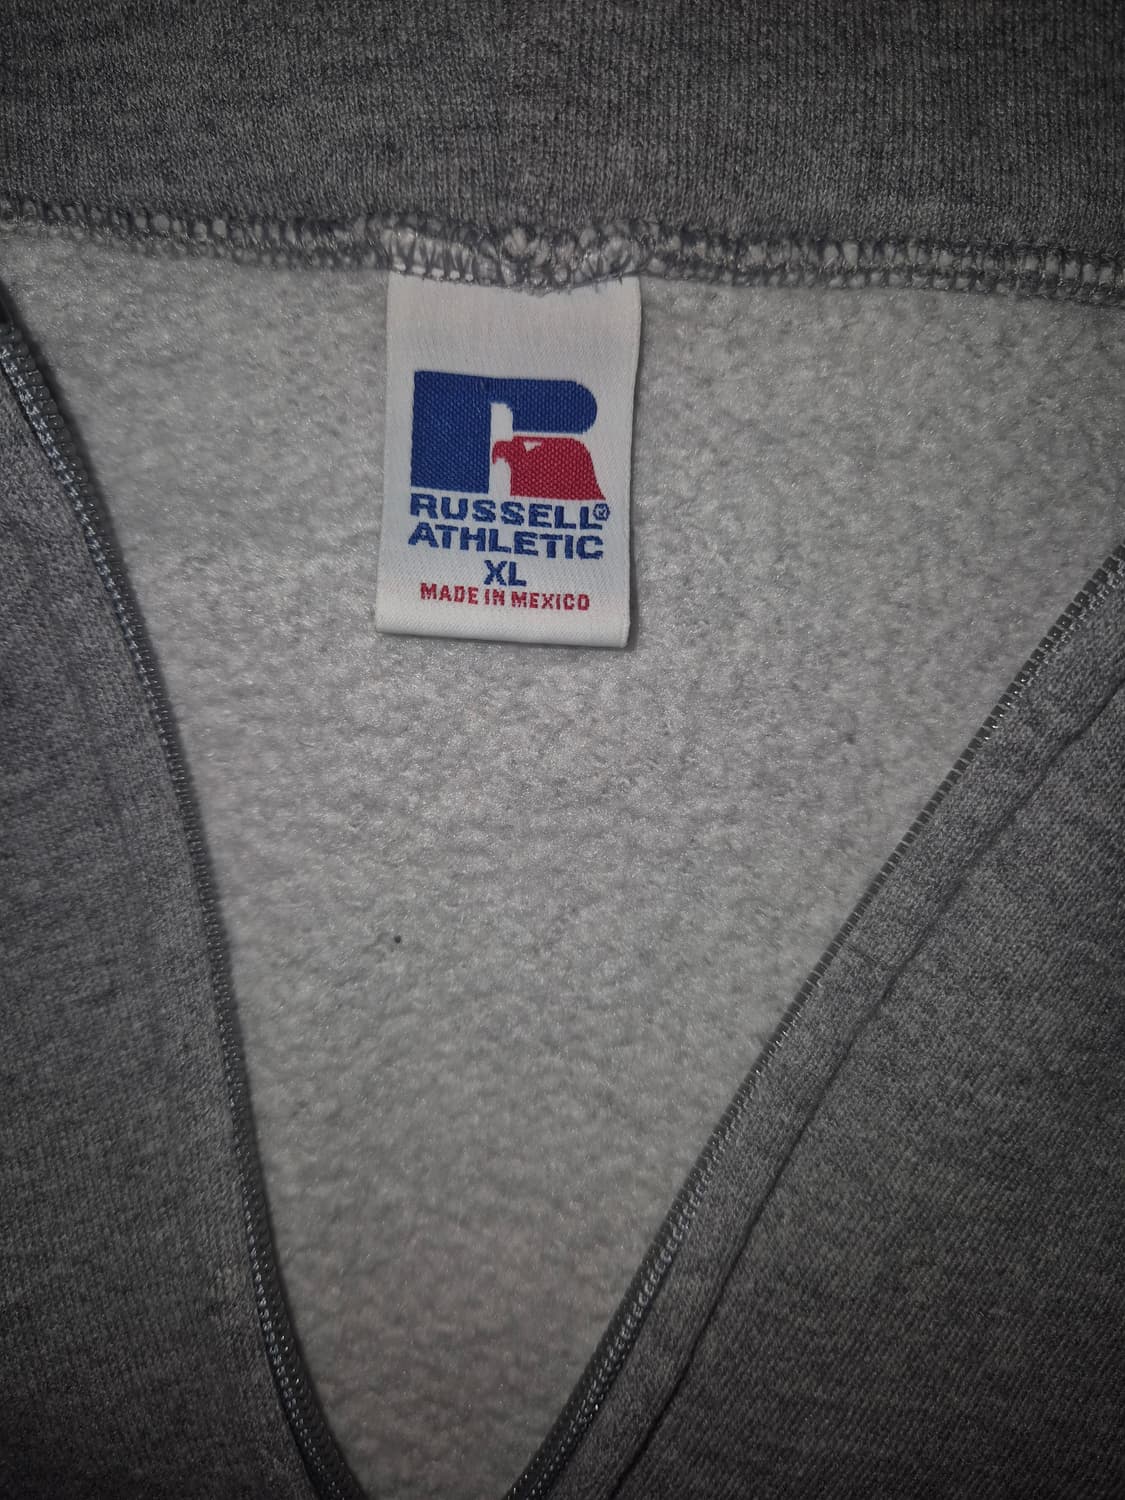 RUSSELL®
ATHLETIC
XL
MADE IN MEXICO